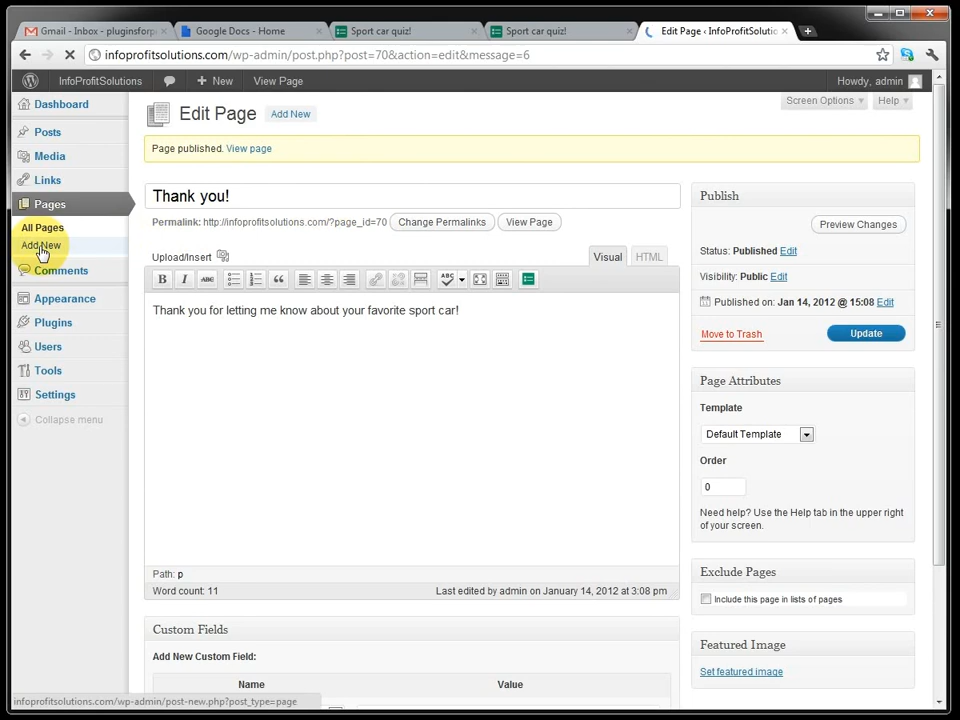 Gmail - Inbox - pluginsforp
Google Docs - Home
Sport car quiz!
Sport car quiz!
Edit Page ‹ InfoProfitSolutio
infoprofitsolutions.com/wp-admin/post.php?post=70&action=edit&message=6
InfoProfitSolutions
+ New
View Page
Howdy, admin
Dashboard
Posts
Media
Links
Pages
All Pages
Add New
Comments
Appearance
Plugins
Users
Tools
Settings
Collapse menu
Screen Options
Help
Edit Page
Add New
Page published. View page
Thank you!
Permalink: http://infoprofitsolutions.com/?page_id=70
Change Permalinks
View Page
Upload/Insert
Visual
HTML
B I ABC
ABC
Thank you for letting me know about your favorite sport car!
Path: p
Word count: 11
Last edited by admin on January 14, 2012 at 3:08 pm
Custom Fields
Add New Custom Field:
Name
Value
Publish
Preview Changes
Status: Published Edit
Visibility: Public Edit
Published on: Jan 14, 2012 @ 15:08 Edit
Move to Trash
Update
Page Attributes
Template
Default Template
Order
0
Need help? Use the Help tab in the upper right
of your screen.
Exclude Pages
Include this page in lists of pages
Featured Image
Set featured image
infoprofitsolutions.com/wp-admin/post-new.php?post_type=page